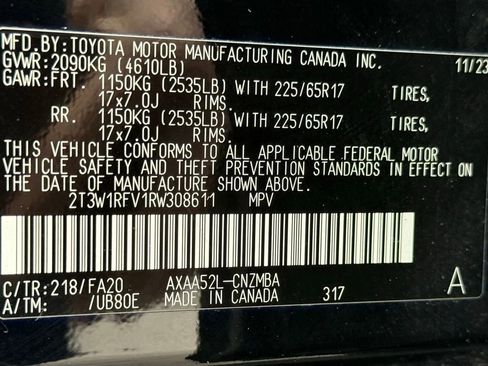 MFD.BY:TOYOTA MOTOR MANUFACTURING CANADA INC.
GVWR:2090KG (4610LB) 11/23
GAWR:FRT. 1150KG (2535LB) WITH 225/65R17 TIRES,
17x7.0J RIMS.
RR. 1150KG (2535LB) WITH 225/65R17 TIRES,
17x7.0J RIMS.
THIS VEHICLE CONFORMS TO ALL APPLICABLE FEDERAL MOTOR
VEHICLE SAFETY AND THEFT PREVENTION STANDARDS IN EFFECT ON
THE DATE OF MANUFACTURE SHOWN ABOVE.
2T3W1RFV1RW308611 MPV
C/TR:218/FA20 AXAA52L-CNZMBA A
A/TM: /UB80E MADE IN CANADA 317